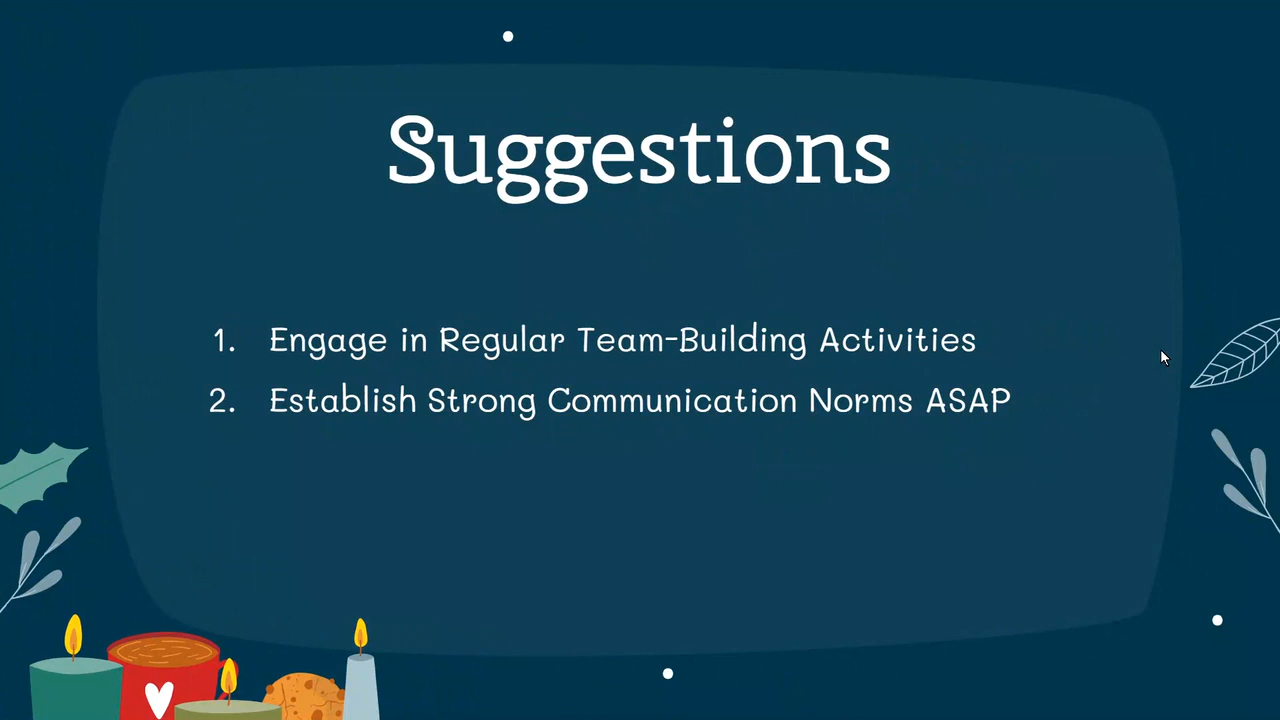 Suggestions
1. Engage in Regular Team-Building Activities
2. Establish Strong Communication Norms ASAP